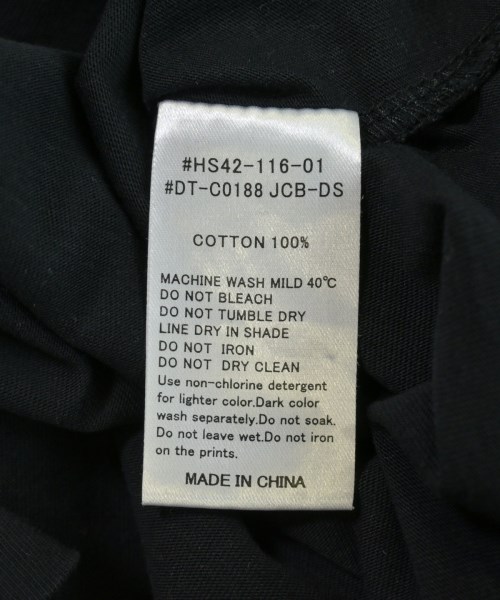 #HS42-116-01
#DT-C0188 JCB-DS
COTTON 100%
MACHINE WASH MILD 40℃
DO NOT BLEACH
DO NOT TUMBLE DRY
LINE DRY IN SHADE
DO NOT IRON
DO NOT DRY CLEAN
Use non-chlorine detergent
for lighter color.Dark color
wash separately.Do not soak.
Do not leave wet.Do not iron
on the prints.
MADE IN CHINA